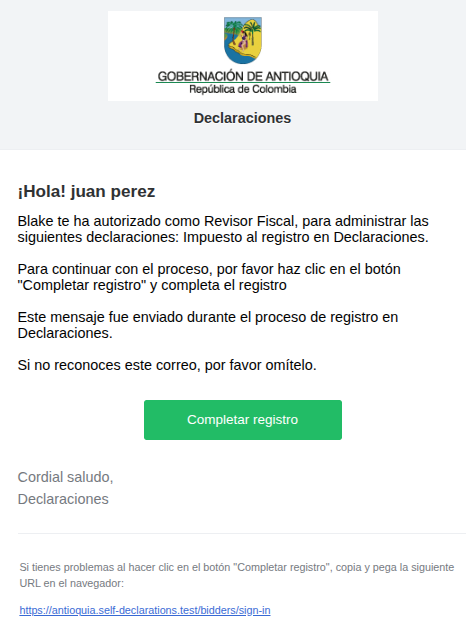 GOBERNACIÓN DE ANTIOQUIA
República de Colombia
Declaraciones
¡Hola! juan perez
Blake te ha autorizado como Revisor Fiscal, para administrar las
siguientes declaraciones: Impuesto al registro en Declaraciones.
Para continuar con el proceso, por favor haz clic en el botón
"Completar registro" y completa el registro
Este mensaje fue enviado durante el proceso de registro en
Declaraciones.
Si no reconoces este correo, por favor omítelo.
Completar registro
Cordial saludo,
Declaraciones
Si tienes problemas al hacer clic en el botón "Completar registro", copia y pega la siguiente
URL en el navegador:
https://antioquia.self-declarations.test/bidders/sign-in